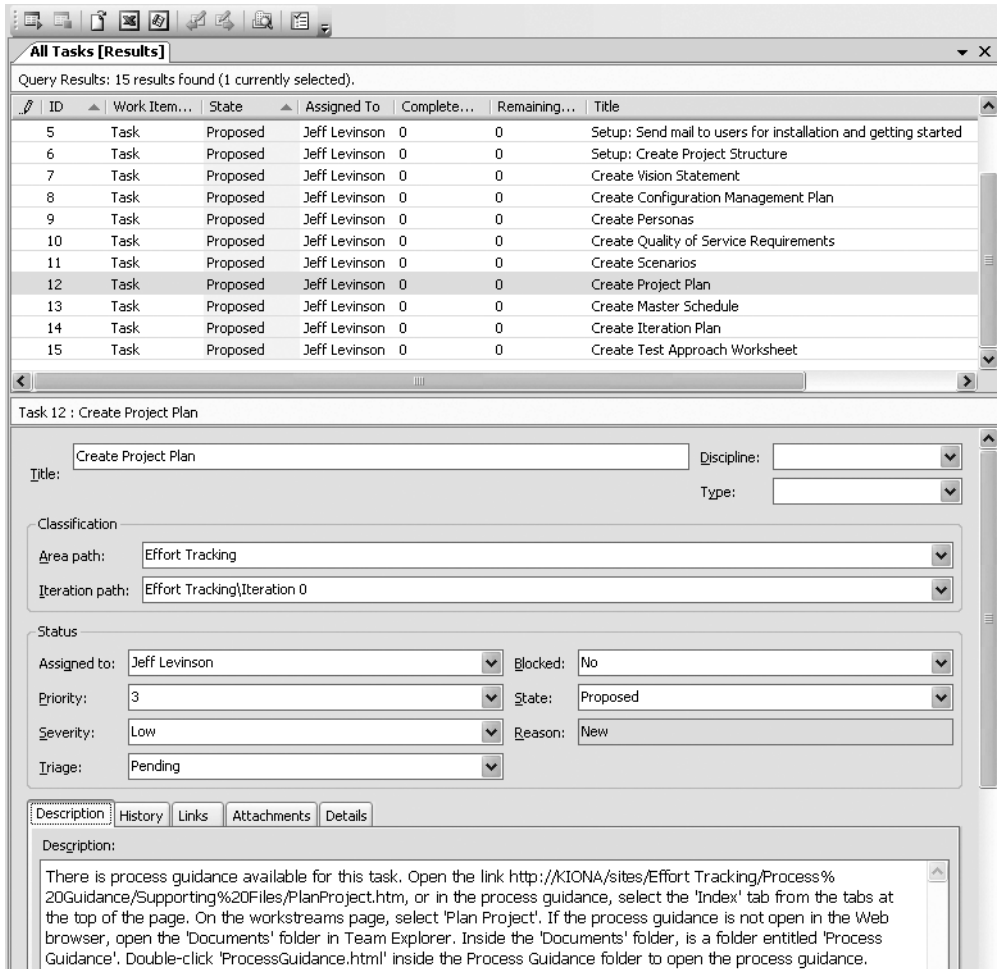 All Tasks [Results]
Query Results: 15 results found (1 currently selected).
ID Work Item... State Assigned To Complete... Remaining... Title
5 Task Proposed Jeff Levinson 0 0 Setup: Send mail to users for installation and getting started
6 Task Proposed Jeff Levinson 0 0 Setup: Create Project Structure
7 Task Proposed Jeff Levinson 0 0 Create Vision Statement
8 Task Proposed Jeff Levinson 0 0 Create Configuration Management Plan
9 Task Proposed Jeff Levinson 0 0 Create Personas
10 Task Proposed Jeff Levinson 0 0 Create Quality of Service Requirements
11 Task Proposed Jeff Levinson 0 0 Create Scenarios
12 Task Proposed Jeff Levinson 0 0 Create Project Plan
13 Task Proposed Jeff Levinson 0 0 Create Master Schedule
14 Task Proposed Jeff Levinson 0 0 Create Iteration Plan
15 Task Proposed Jeff Levinson 0 0 Create Test Approach Worksheet
Task 12 : Create Project Plan
Title: Create Project Plan Discipline:
Type:
Classification
Area path: Effort Tracking
Iteration path: Effort Tracking\Iteration 0
Status
Assigned to: Jeff Levinson Blocked: No
Priority: 3 State: Proposed
Severity: Low Reason: New
Triage: Pending
Description History Links Attachments Details
Description:
There is process guidance available for this task. Open the link http://KIONA/sites/Effort Tracking/Process%
20Guidance/Supporting%20Files/PlanProject.htm, or in the process guidance, select the 'Index' tab from the tabs at
the top of the page. On the workstreams page, select 'Plan Project'. If the process guidance is not open in the Web
browser, open the 'Documents' folder in Team Explorer. Inside the 'Documents' folder, is a folder entitled 'Process
Guidance'. Double-click 'ProcessGuidance.html' inside the Process Guidance folder to open the process guidance.